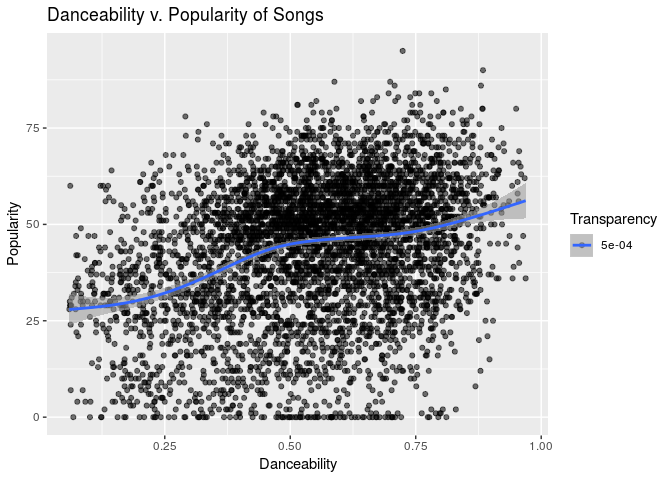 Danceability v. Popularity of Songs
Popularity
75
50
25
0
0.25 0.50 0.75 1.00
Danceability
Transparency
5e-04